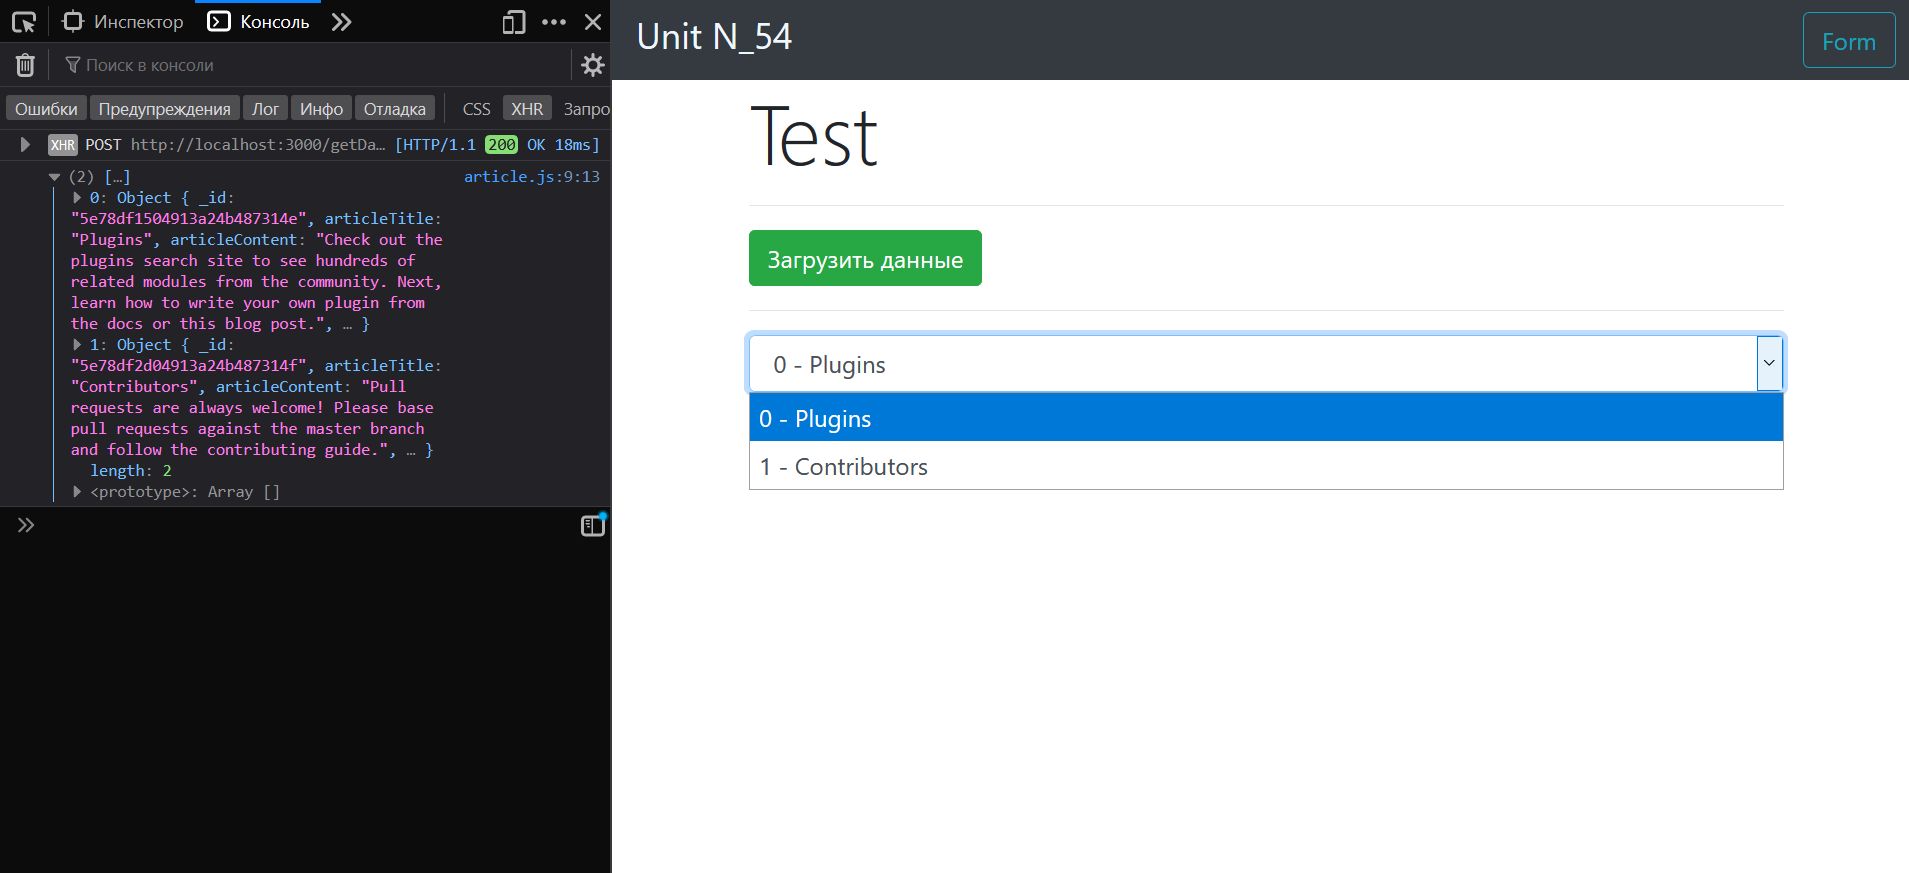 Инспектор
Консоль
Поиск в консоли
Ошибки Предупреждения Лог Инфо Отладка CSS XHR Запро
XHR POST http://localhost:3000/getDa… [HTTP/1.1 200 OK 18ms]
(2) […] article.js:9:13
0: Object { _id:
"5e78df1504913a24b487314e", articleTitle:
"Plugins", articleContent: "Check out the
plugins search site to see hundreds of
related modules from the community. Next,
learn how to write your own plugin from
the docs or this blog post.", … }
1: Object { _id:
"5e78df2d04913a24b487314f", articleTitle:
"Contributors", articleContent: "Pull
requests are always welcome! Please base
pull requests against the master branch
and follow the contributing guide.", … }
length: 2
<prototype>: Array []
Unit N_54
Form
Test
Загрузить данные
0 - Plugins
0 - Plugins
1 - Contributors